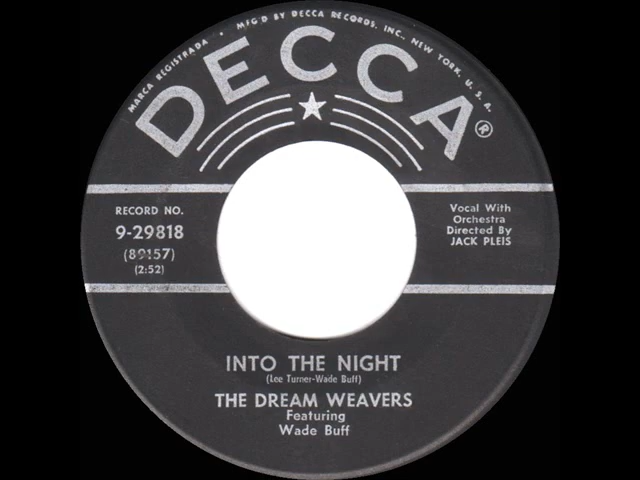 MARCA REGISTRADA • MFG'D BY DECCA RECORDS, INC., NEW YORK, U. S. A.
DECCA®
RECORD NO.
9-29818
(89157)
(2:52)
Vocal With
Orchestra
Directed By
JACK PLEIS
INTO THE NIGHT
(Lee Turner-Wade Buff)
THE DREAM WEAVERS
Featuring
Wade Buff